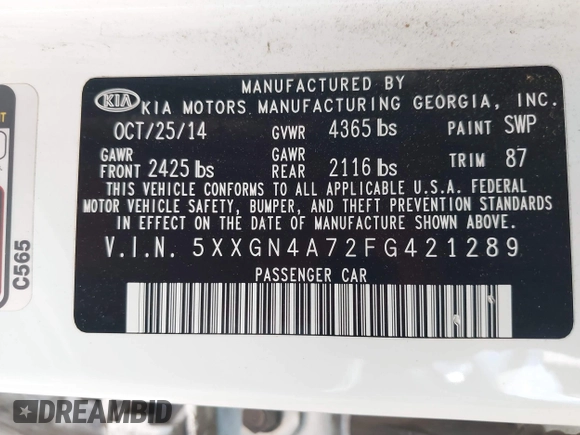 MANUFACTURED BY
KIA KIA MOTORS MANUFACTURING GEORGIA, INC.
OCT/25/14 GVWR 4365 lbs PAINT SWP
GAWR FRONT 2425 lbs GAWR REAR 2116 lbs TRIM 87
THIS VEHICLE CONFORMS TO ALL APPLICABLE U.S.A. FEDERAL
MOTOR VEHICLE SAFETY, BUMPER, AND THEFT PREVENTION STANDARDS
IN EFFECT ON THE DATE OF MANUFACTURE SHOWN ABOVE.
V.I.N. 5XXGN4A72FG421289
PASSENGER CAR
C565
DREAMBID